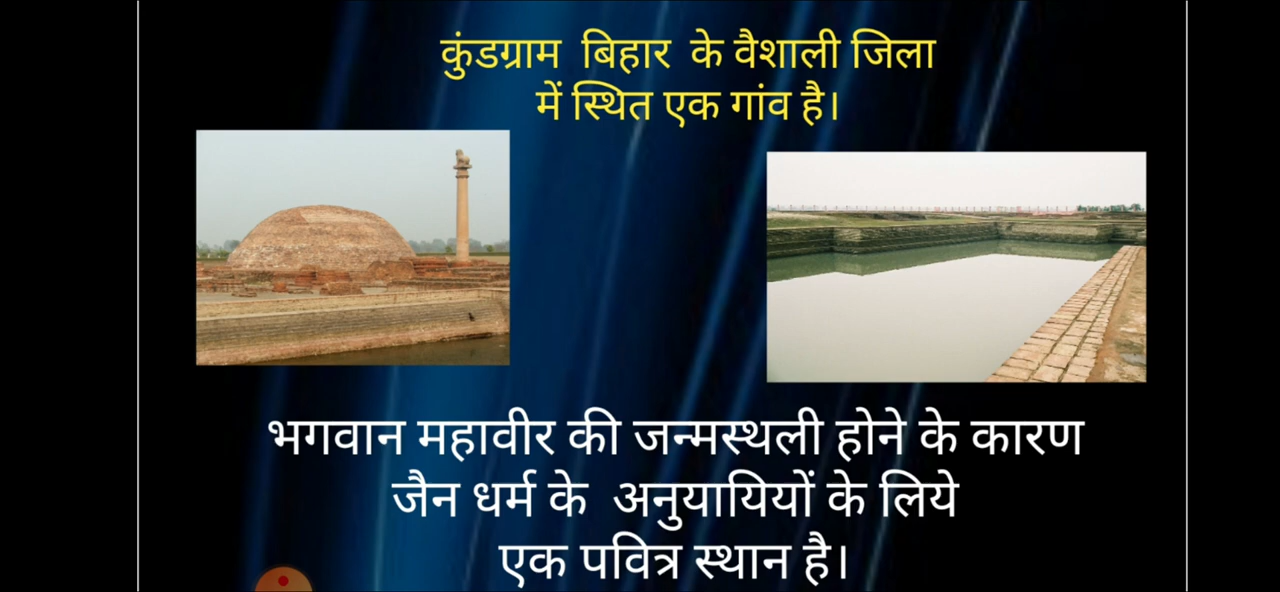 कुंडग्राम बिहार के वैशाली जिला
में स्थित एक गांव है।
भगवान महावीर की जन्मस्थली होने के कारण
जैन धर्म के अनुयायियों के लिये
एक पवित्र स्थान है।